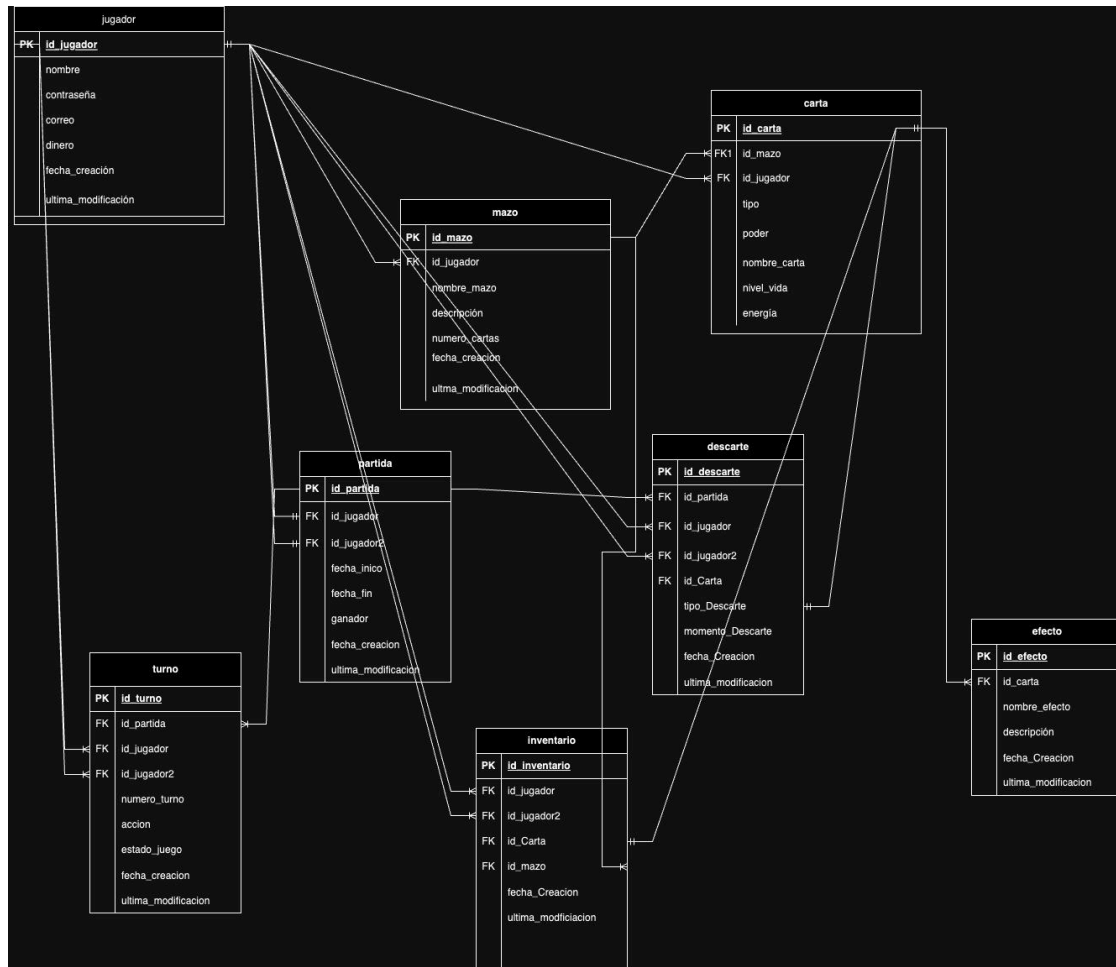 jugador
PK id_jugador
nombre
contraseña
correo
dinero
fecha_creación
ultima_modificación
carta
PK id_carta
FK1 id_mazo
FK id_jugador
tipo
poder
nombre_carta
nivel_vida
energía
mazo
PK id_mazo
FK id_jugador
nombre_mazo
descripción
numero_cartas
fecha_creación
ultma_modificacion
partida
PK id_partida
FK id_jugador
FK id_jugador2
fecha_inico
fecha_fin
ganador
fecha_creacion
ultima_modificacion
descarte
PK id_descarte
FK id_partida
FK id_jugador
FK id_jugador2
FK id_Carta
tipo_Descarte
momento_Descarte
fecha_Creacion
ultima_modificacion
efecto
PK id_efecto
FK id_carta
nombre_efecto
descripción
fecha_Creacion
ultima_modificacion
turno
PK id_turno
FK id_partida
FK id_jugador
FK id_jugador2
numero_turno
accion
estado_juego
fecha_creacion
ultima_modificacion
inventario
PK id_inventario
FK id_jugador
FK id_jugador2
FK id_Carta
FK id_mazo
fecha_Creacion
ultima_modficiacion